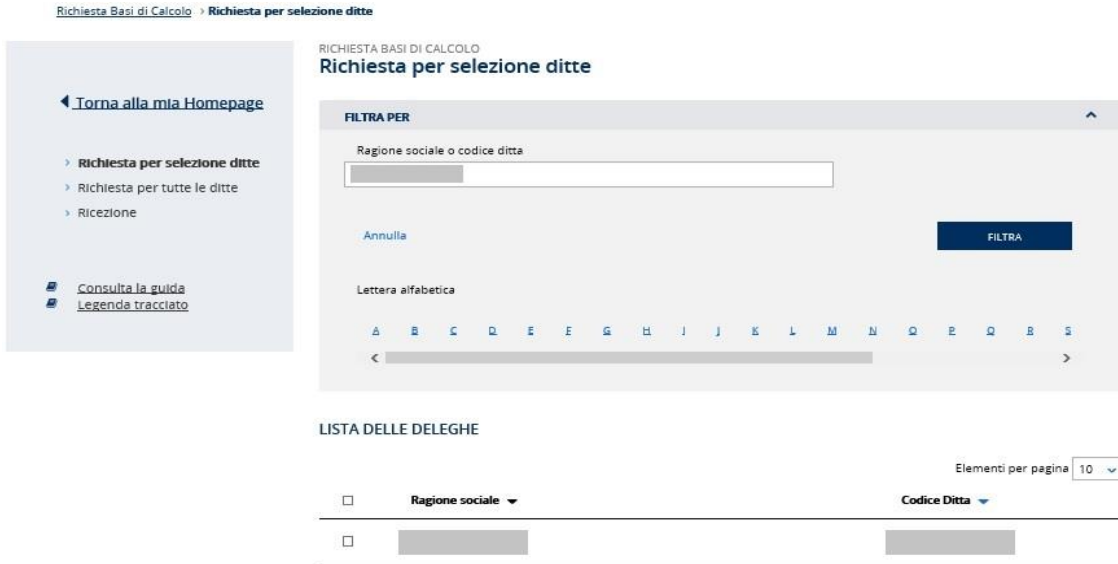 Richiesta Basi di Calcolo > Richiesta per selezione ditte
Torna alla mia Homepage
Richiesta per selezione ditte
Richiesta per tutte le ditte
Ricezione
Consulta la guida
Legenda tracciato
RICHIESTA BASI DI CALCOLO
Richiesta per selezione ditte
FILTRA PER
Ragione sociale o codice ditta
Annulla
FILTRA
Lettera alfabetica
A B C D E F G H I J K L M N O P Q R S
LISTA DELLE DELEGHE
Elementi per pagina 10
Ragione sociale Codice Ditta